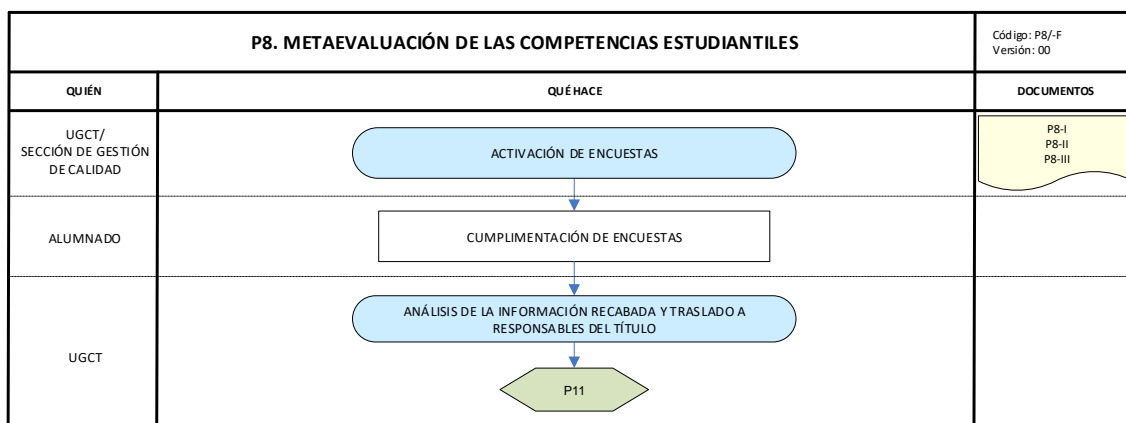 P8. METAEVALUACIÓN DE LAS COMPETENCIAS ESTUDIANTILES
Código: P8/-F
Versión: 00
QUIÉN
QUÉ HACE
DOCUMENTOS
UGCT/
SECCIÓN DE GESTIÓN
DE CALIDAD
ACTIVACIÓN DE ENCUESTAS
P8-I
P8-II
P8-III
ALUMNADO
CUMPLIMENTACIÓN DE ENCUESTAS
UGCT
ANÁLISIS DE LA INFORMACIÓN RECABADA Y TRASLADO A
RESPONSABLES DEL TÍTULO
P11